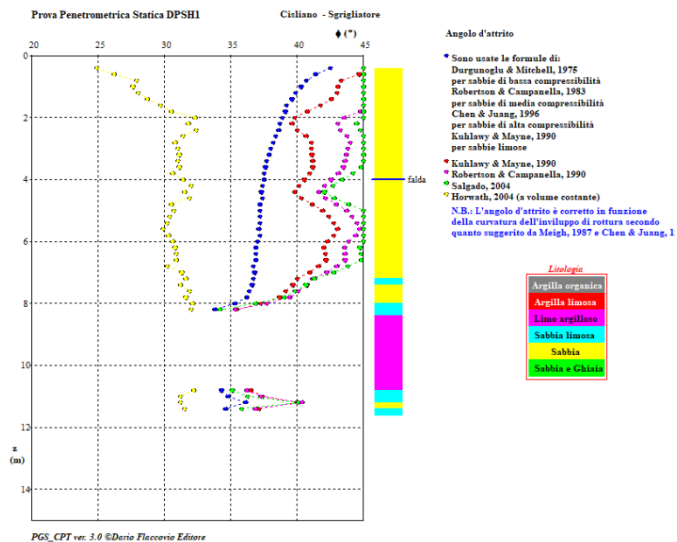 Prova Penetrometrica Statica DPSH1
Cisliano - Sgrigliatore
ϕ (°)
20 25 30 35 40 45
0
2
4
6
8
10
12
14
z
(m)
falda
Angolo d'attrito
Sono usate le formule di:
Durgunoglu & Mitchell, 1975
per sabbie di bassa compressibilità
Robertson & Campanella, 1983
per sabbie di media compressibilità
Chen & Juang, 1996
per sabbie di alta compressibilità
Kuhlawy & Mayne, 1990
per sabbie limose
Kuhlawy & Mayne, 1990
Robertson & Campanella, 1990
Salgado, 2004
Horwath, 2004 (a volume costante)
N.B.: L'angolo d'attrito è corretto in funzione
della curvatura dell'inviluppo di rottura secondo
quanto suggerito da Meigh, 1987 e Chen & Juang, 1
Litologia
Argilla organica
Argilla limosa
Limo argilloso
Sabbia limosa
Sabbia
Sabbia e Ghiaia
PGS_CPT ver. 3.0 ©Dario Flaccovio Editore